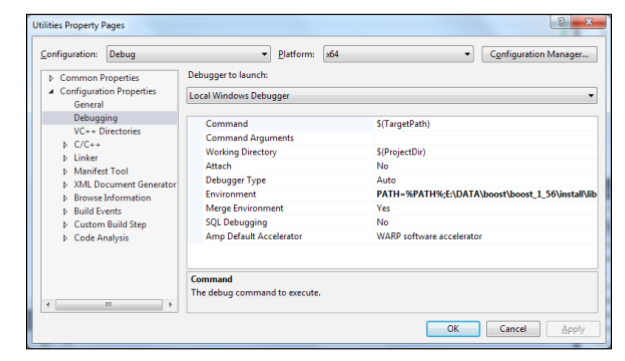 Utilities Property Pages
Configuration: Debug Platform: x64 Configuration Manager...
Common Properties
Configuration Properties
General
Debugging
VC++ Directories
C/C++
Linker
Manifest Tool
XML Document Generator
Browse Information
Build Events
Custom Build Step
Code Analysis
Debugger to launch:
Local Windows Debugger
Command $(TargetPath)
Command Arguments
Working Directory $(ProjectDir)
Attach No
Debugger Type Auto
Environment PATH=%PATH%;E:\DATA\boost\boost_1_56\install\lib
Merge Environment Yes
SQL Debugging No
Amp Default Accelerator WARP software accelerator
Command
The debug command to execute.
OK Cancel Apply